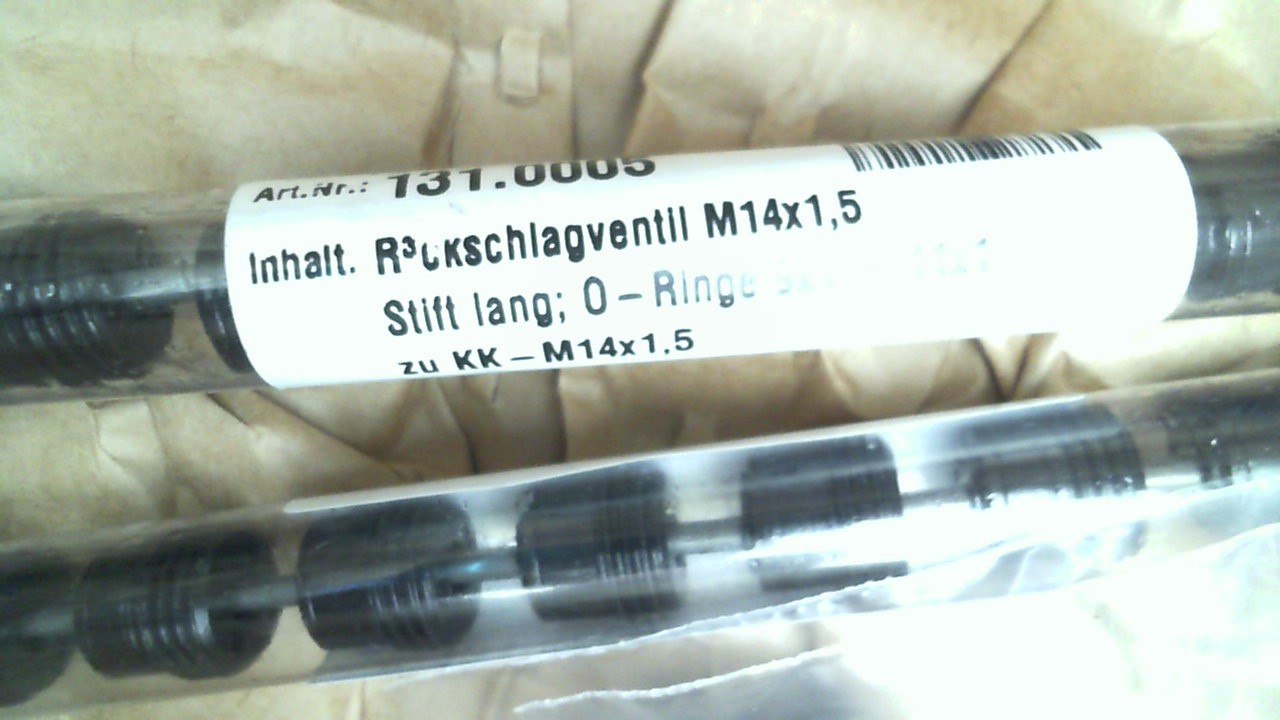 Art.Nr.: 131.0005
Inhalt. R³ckschlagventil M14x1,5
Stift lang; O-Ringe
zu KK-M14x1,5